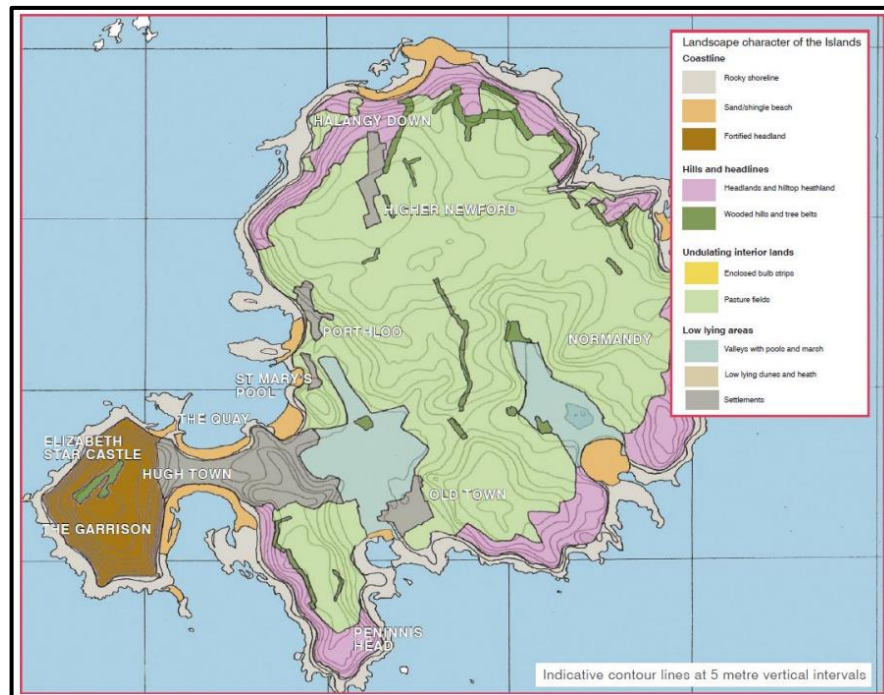 Landscape character of the Islands
Coastline
Rocky shoreline
Sand/shingle beach
Fortified headland
Hills and headlines
Headlands and hilltop heathland
Wooded hills and tree belts
Undulating interior lands
Enclosed bulb strips
Pasture fields
Low lying areas
Valleys with pools and marsh
Low lying dunes and heath
Settlements
HALANGY DOWN
HIGHER NEWFORD
PORTHLOO
NORMANDY
ST MARY'S
POOL
THE QUAY
ELIZABETH
STAR CASTLE
HUGH TOWN
OLD TOWN
THE GARRISON
PENINNIS
HEAD
Indicative contour lines at 5 metre vertical intervals